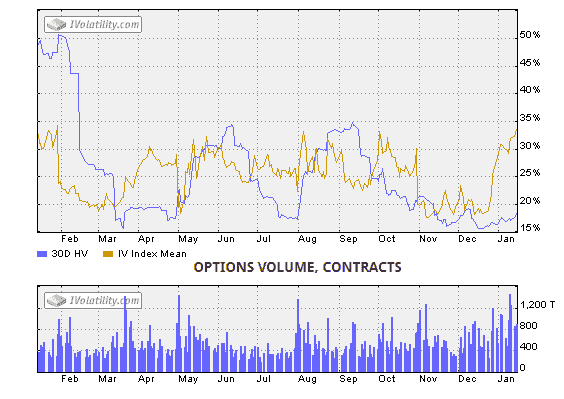 IVolatility.com
50%
45%
40%
35%
30%
25%
20%
15%
Feb Mar Apr May Jun Jul Aug Sep Oct Nov Dec Jan
30D HV IV Index Mean
OPTIONS VOLUME, CONTRACTS
IVolatility.com
1,200 T
800
400
0
Feb Mar Apr May Jun Jul Aug Sep Oct Nov Dec Jan